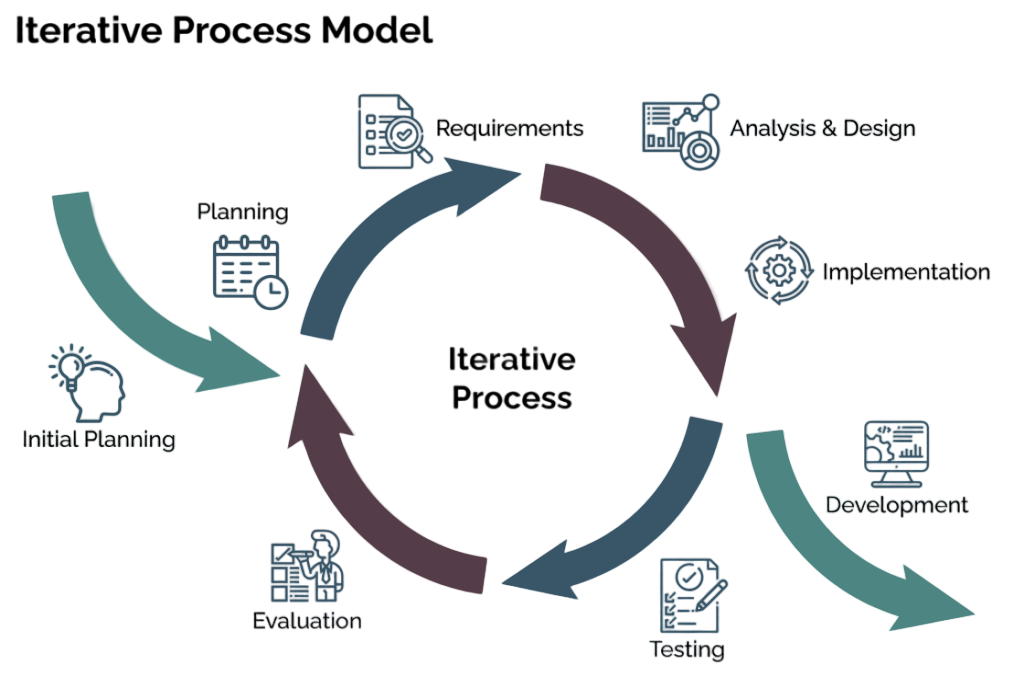 Iterative Process Model
Requirements
Analysis & Design
Planning
Implementation
Iterative
Process
Initial Planning
Development
Evaluation
Testing